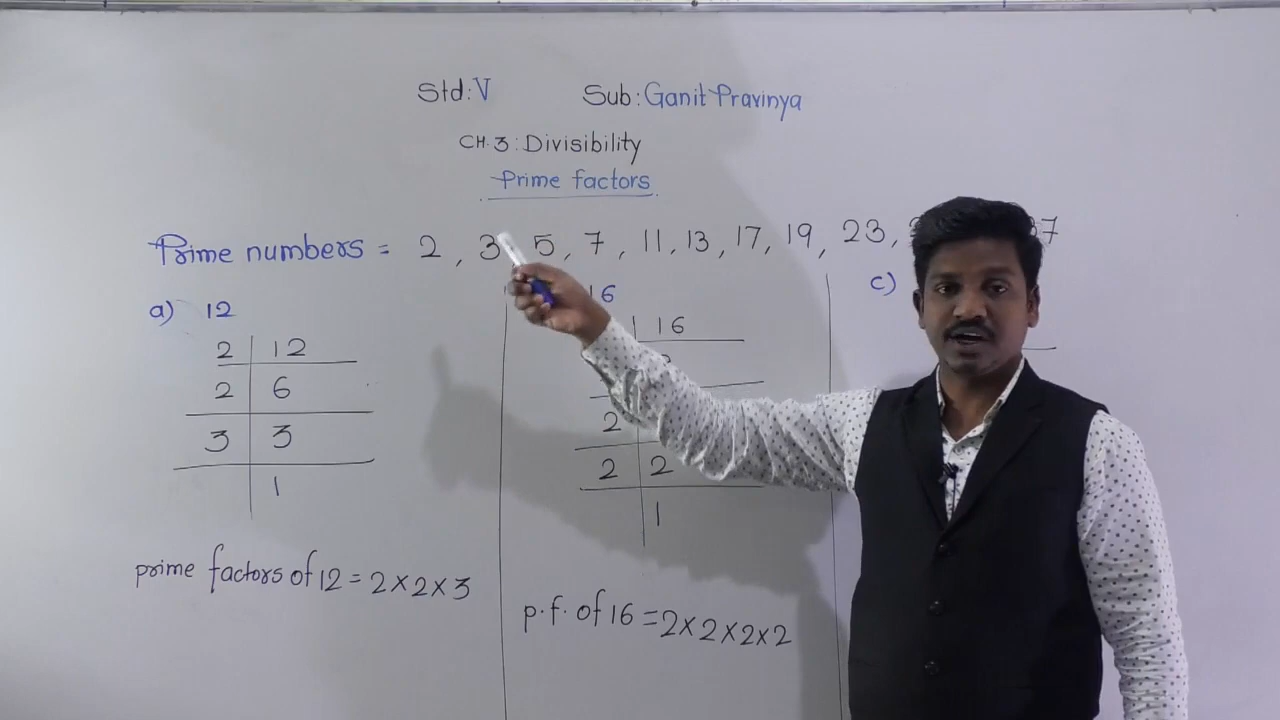 Std: V Sub: Ganit Pravinya
CH. 3: Divisibility
Prime factors
Prime numbers = 2, 3, 5, 7, 11, 13, 17, 19, 23,
a) 12
2 12
2 6
3 3
1
prime factors of 12 = 2×2×3
16
16
2
2 2
1
p.f. of 16 = 2×2×2×2
c)